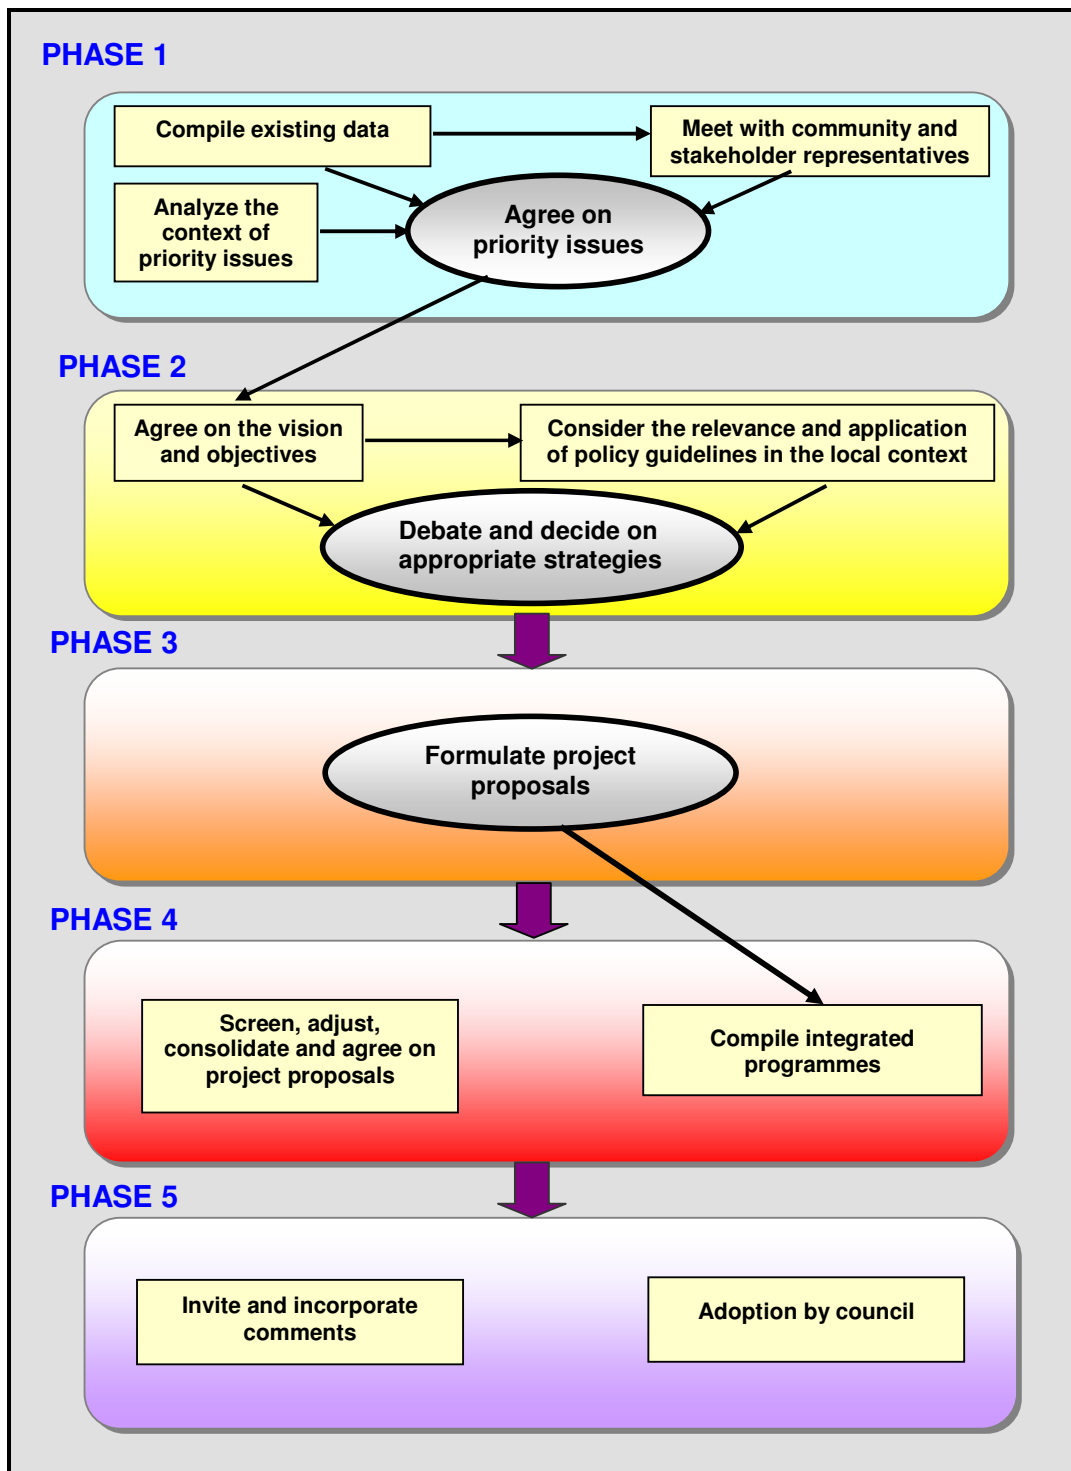 PHASE 1
Compile existing data
Meet with community and
stakeholder representatives
Analyze the
context of
priority issues
Agree on
priority issues
PHASE 2
Agree on the vision
and objectives
Consider the relevance and application
of policy guidelines in the local context
Debate and decide on
appropriate strategies
PHASE 3
Formulate project
proposals
PHASE 4
Screen, adjust,
consolidate and agree on
project proposals
Compile integrated
programmes
PHASE 5
Invite and incorporate
comments
Adoption by council